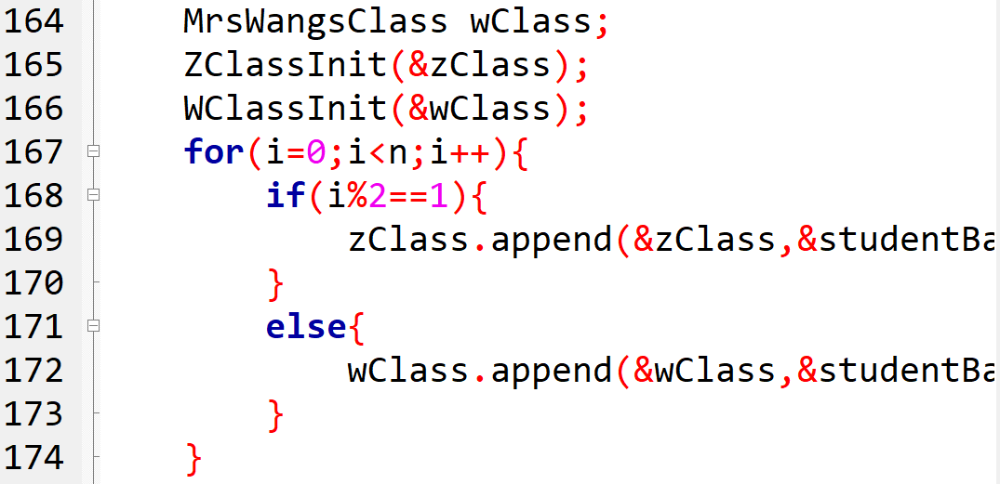 164 MrsWangsClass wClass;
165 ZClassInit(&zClass);
166 WClassInit(&wClass);
167 for(i=0;i<n;i++){
168 if(i%2==1){
169 zClass.append(&zClass,&studentBa
170 }
171 else{
172 wClass.append(&wClass,&studentBa
173 }
174 }